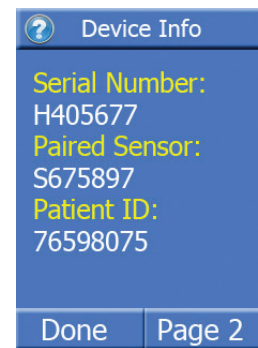 Device Info
Serial Number:
H405677
Paired Sensor:
S675897
Patient ID:
76598075
Done
Page 2